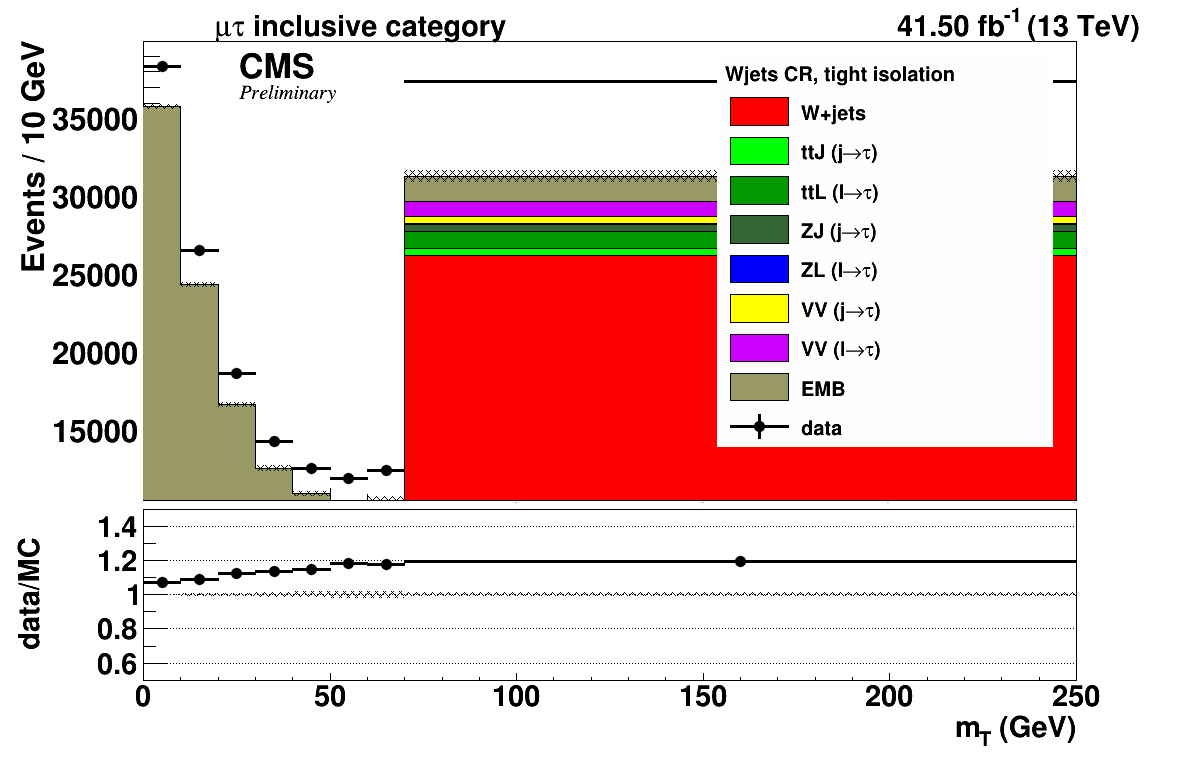 μτ inclusive category
41.50 fb⁻¹ (13 TeV)
CMS
Preliminary
Events / 10 GeV
35000
30000
25000
20000
15000
Wjets CR, tight isolation
W+jets
ttJ (j→τ)
ttL (l→τ)
ZJ (j→τ)
ZL (l→τ)
VV (j→τ)
VV (l→τ)
EMB
data
data/MC
1.4
1.2
1
0.8
0.6
0 50 100 150 200 250
m_T (GeV)